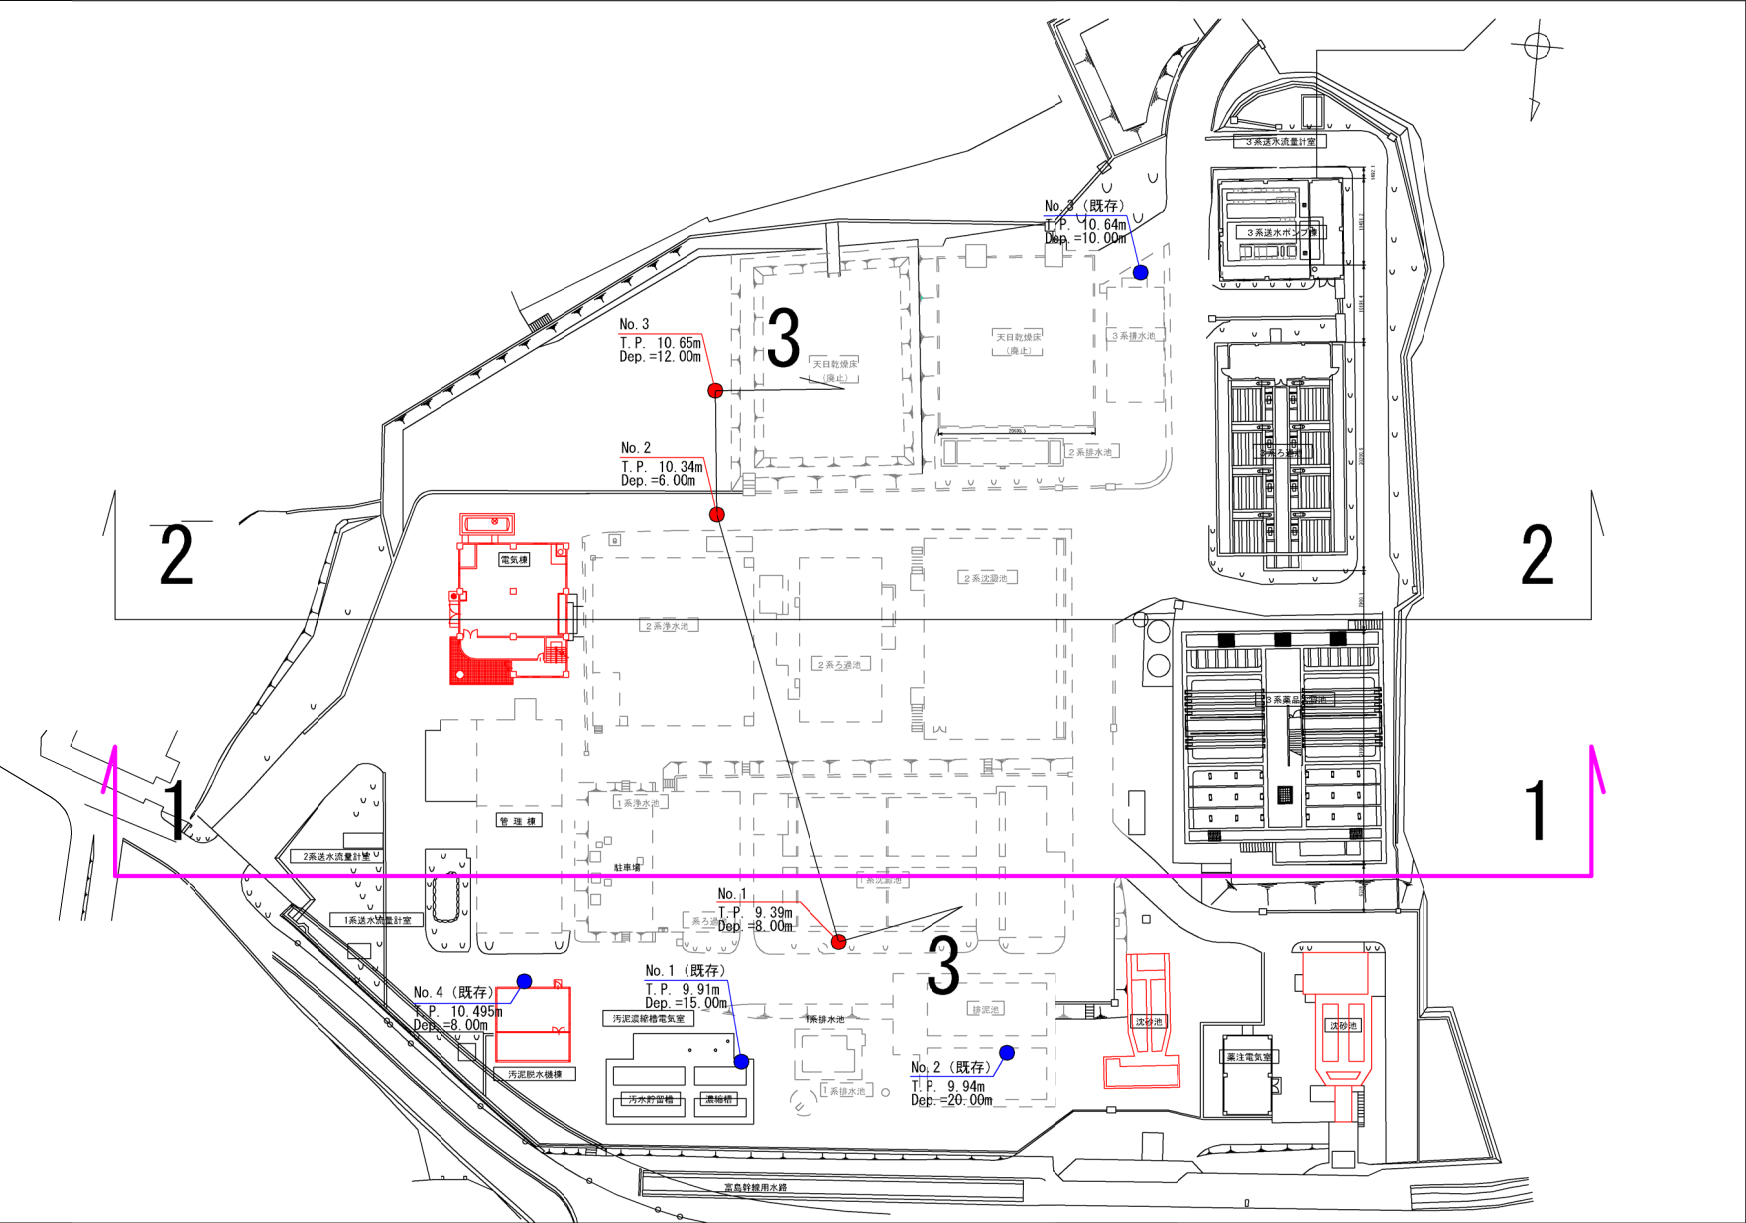 3系送水流量計室
No.3 (既存)
T.P. 10.64m
Dep.=10.00m
3系送水ポンプ棟
No.3
T.P. 10.65m
Dep.=12.00m
3
天日乾燥床
(廃止)
天日乾燥床
(廃止)
3系排水池
No.2
T.P. 10.34m
Dep.=6.00m
2系排水池
3系ろ過池
2
2
電気棟
2系沈澱池
2系浄水池
2系ろ過池
3系薬品沈澱池
1
1
1系浄水池
管理棟
2系送水流量計室
駐車場
1系沈澱池
No.1
T.P. 9.39m
Dep.=8.00m
1系送水流量計室
系ろ過
3
No.4 (既存)
T.P. 10.495m
Dep.=8.00m
No.1 (既存)
T.P. 9.91m
Dep.=15.00m
汚泥濃縮槽電気室
1系排水池
排泥池
沈砂池
沈砂池
薬注電気室
No.2 (既存)
T.P. 9.94m
Dep.=20.00m
汚泥脱水機棟
汚水貯留槽
濃縮槽
1系排水池
富島幹線用水路